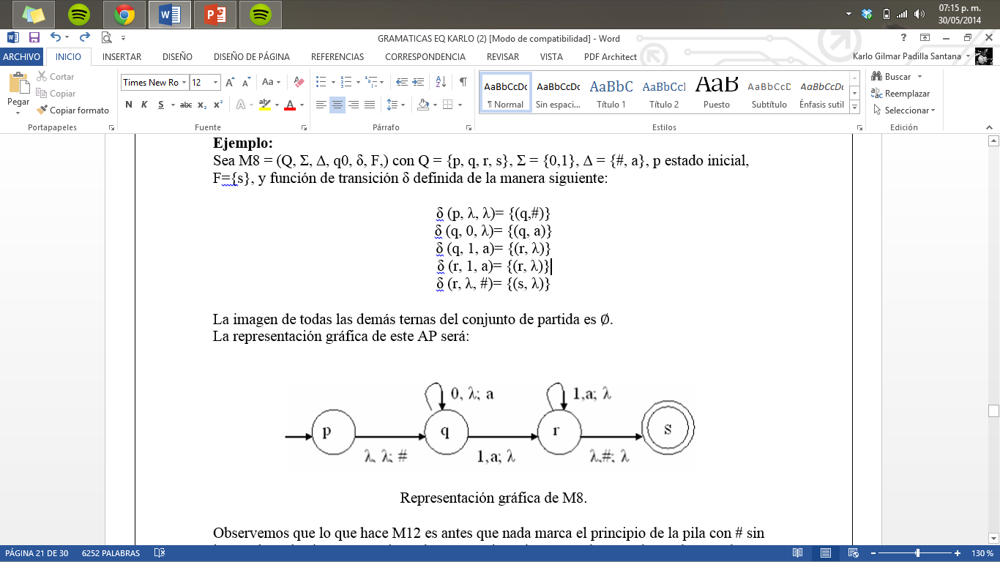 07:15 p. m.
30/05/2014
GRAMATICAS EQ KARLO (2) [Modo de compatibilidad] - Word
ARCHIVO INICIO INSERTAR DISEÑO DISEÑO DE PÁGINA REFERENCIAS CORRESPONDENCIA REVISAR VISTA PDF Architect Karlo Gilmar Padilla Santana
Pegar
Cortar
Copiar
Copiar formato
Portapapeles
Times New Ro 12
N K S abc x₂ x²
Fuente
Párrafo
AaBbCcDc AaBbCcDc AaBbC AaBbCcI AaB AaBbCcD AaBbCcDc
¶ Normal Sin espaci... Título 1 Título 2 Puesto Subtítulo Énfasis sutil
Estilos
Buscar
Reemplazar
Seleccionar
Edición
Ejemplo:
Sea M8 = (Q, Σ, Δ, q0, δ, F,) con Q = {p, q, r, s}, Σ = {0,1}, Δ = {#, a}, p estado inicial,
F={s}, y función de transición δ definida de la manera siguiente:
δ (p, λ, λ)= {(q,#)}
δ (q, 0, λ)= {(q, a)}
δ (q, 1, a)= {(r, λ)}
δ (r, 1, a)= {(r, λ)}
δ (r, λ, #)= {(s, λ)}
La imagen de todas las demás ternas del conjunto de partida es ∅.
La representación gráfica de este AP será:
0, λ; a 1,a; λ
p q r s
λ, λ; # 1,a; λ λ,#; λ
Representación gráfica de M8.
Observemos que lo que hace M12 es antes que nada marca el principio de la pila con # sin
PÁGINA 21 DE 30 6252 PALABRAS 130 %